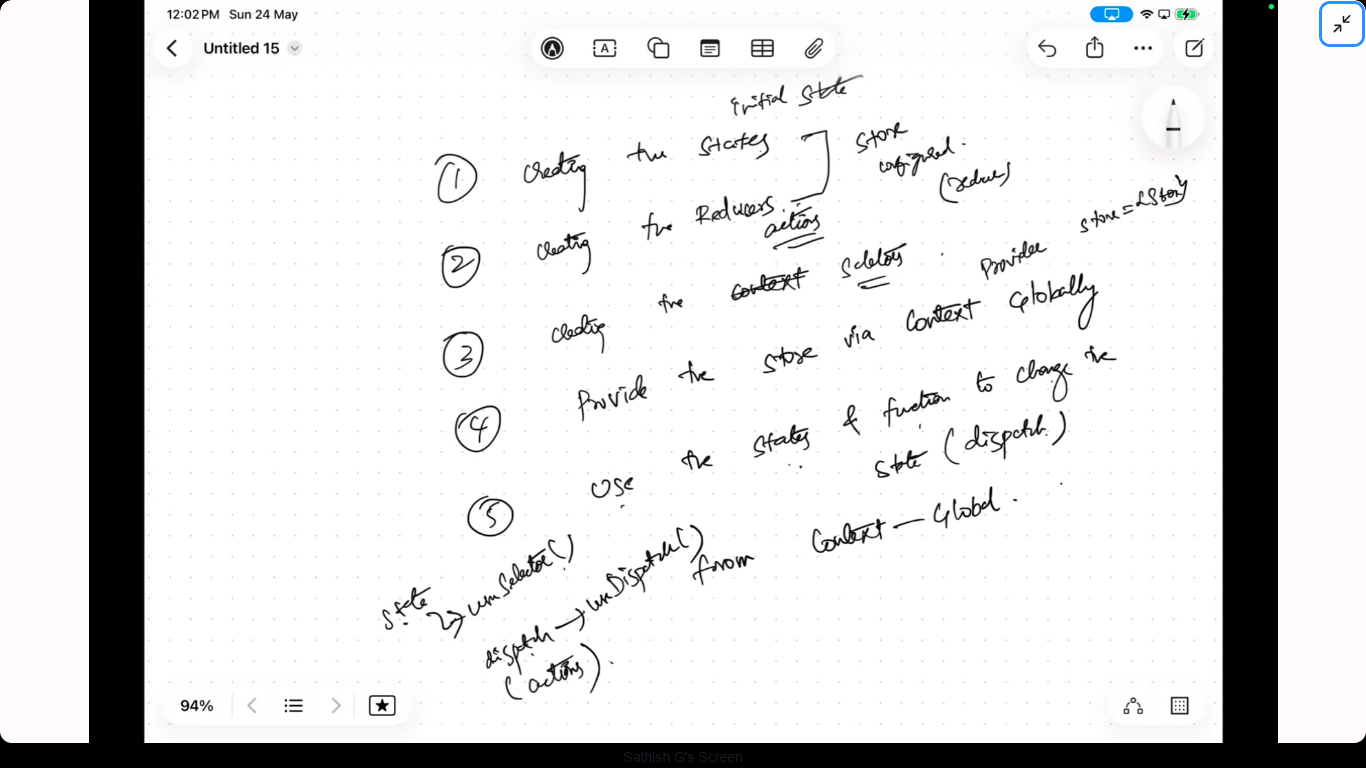 12:02 PM Sun 24 May
Untitled 15
initial State
① Creating the States
Store
configured.
(reducer)
② Creating the Reducers.
actions
③ Creating the context Selectors
Provider store={Store}
④ Provide the Store via Context Globally
⑤ Use the States & function to change the
State (dispatch)
from Context — Global.
State → useSelector()
dispatch → useDispatch()
(actions).
94%
Sathish G's Screen